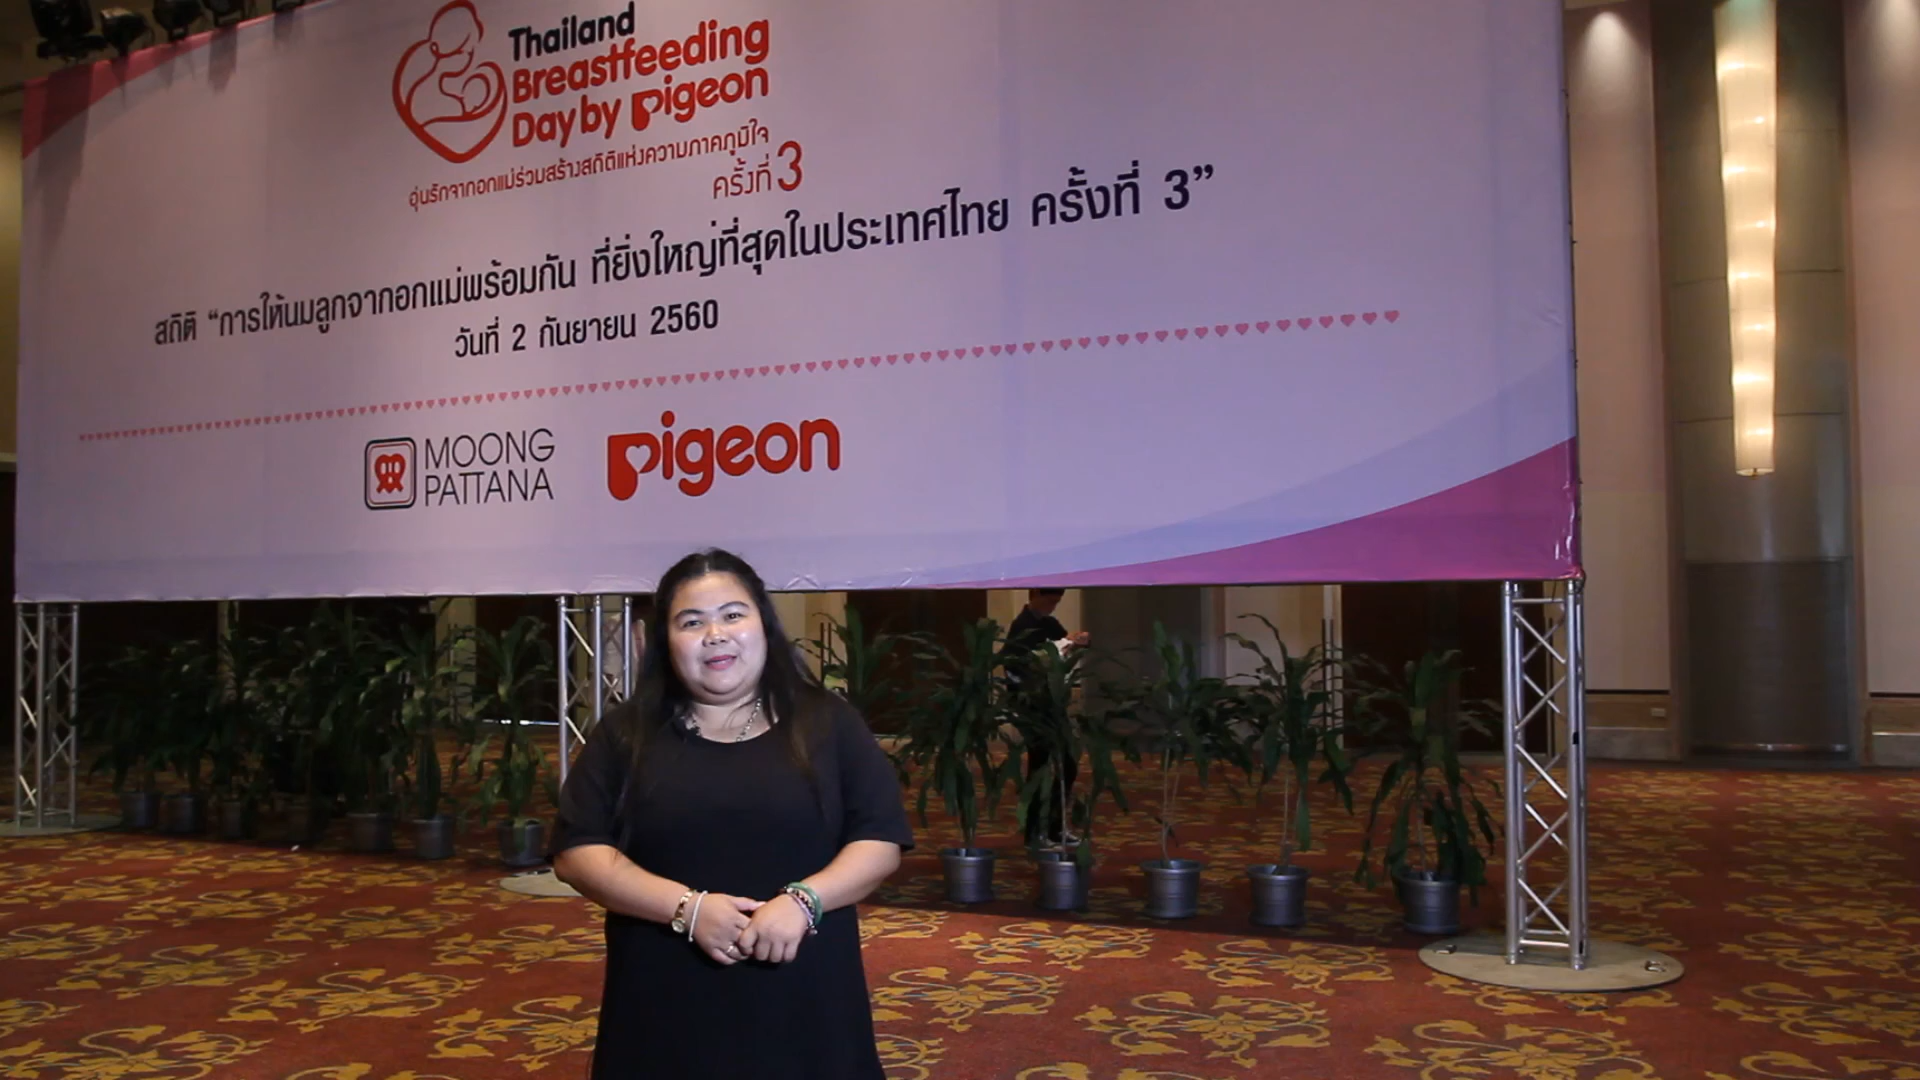 Thailand
Breastfeeding
Day by Pigeon
อุ่นรักจากอกแม่ร่วมสร้างสถิติแห่งความภาคภูมิใจ
ครั้งที่ 3
สถิติ “การให้นมลูกจากอกแม่พร้อมกัน ที่ยิ่งใหญ่ที่สุดในประเทศไทย ครั้งที่ 3”
วันที่ 2 กันยายน 2560
MOONG
PATTANA
Pigeon